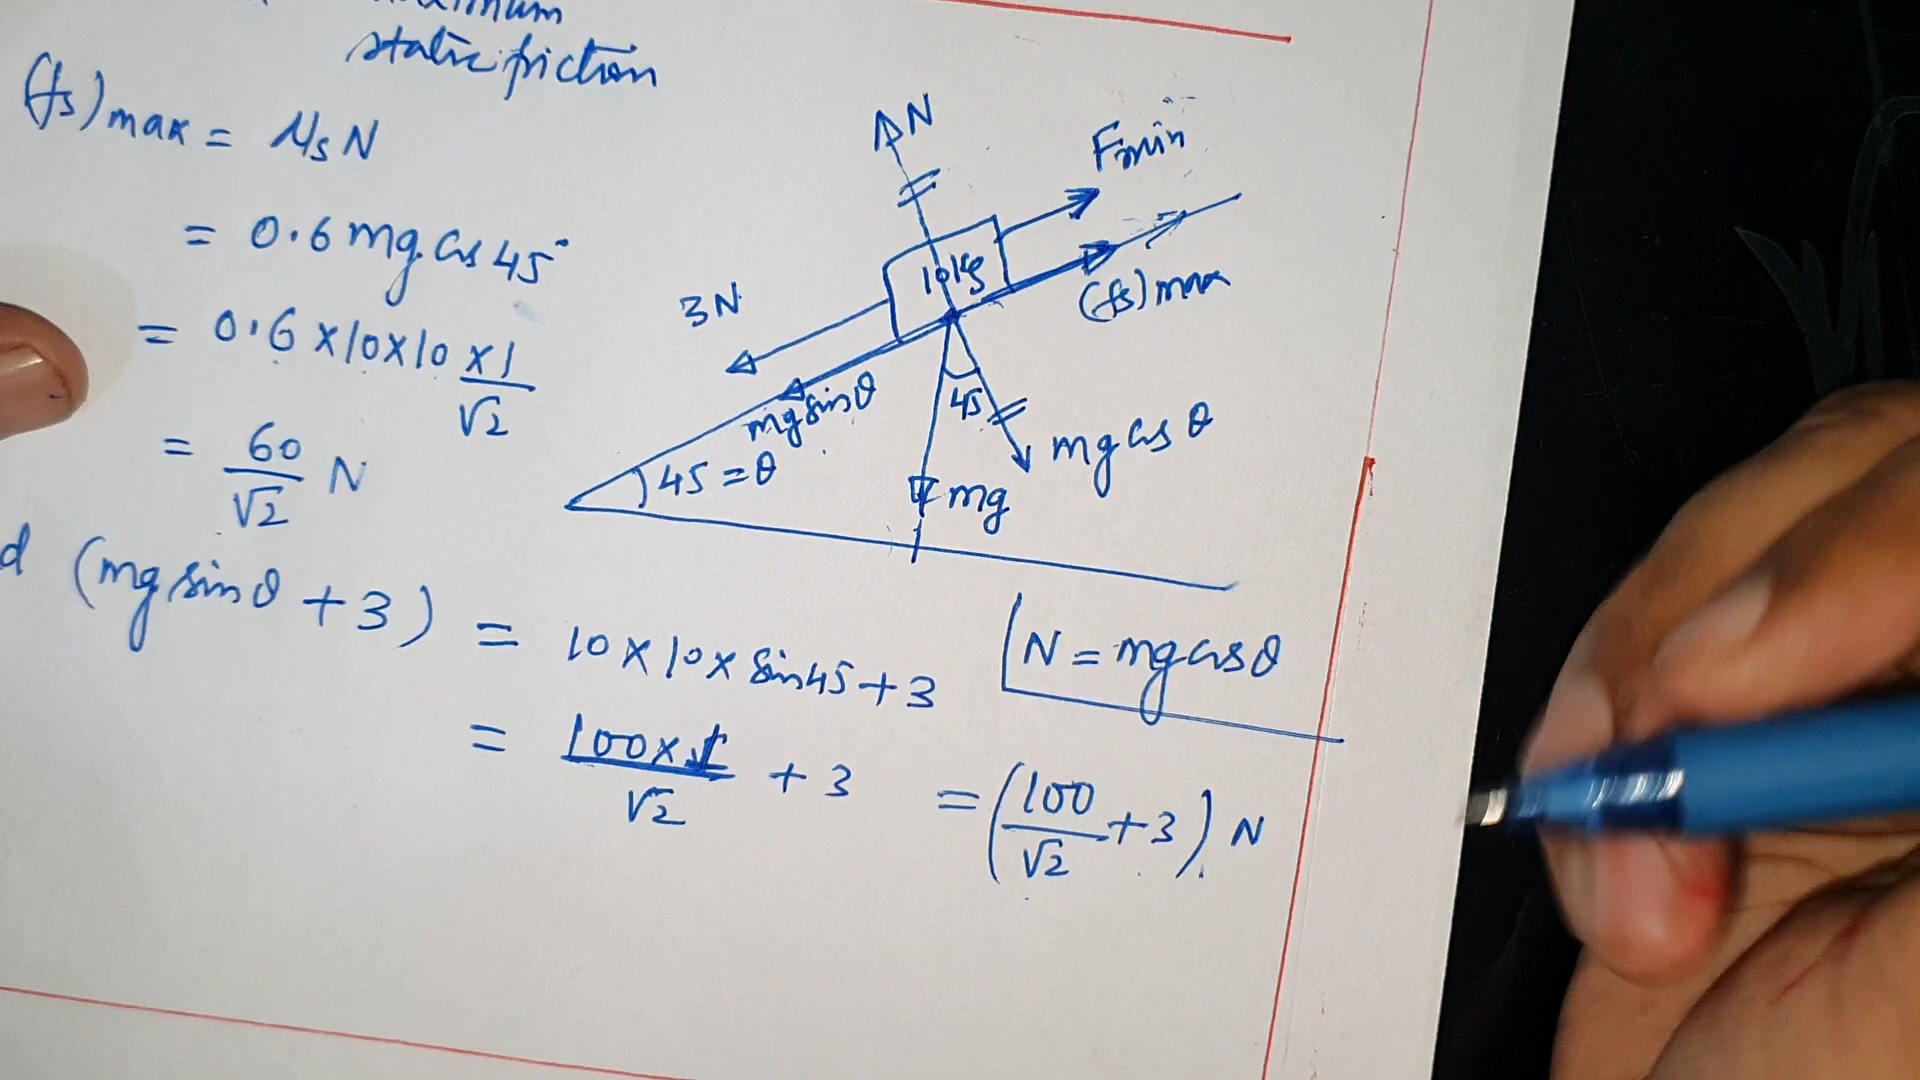 static friction
(fs)max = μs N
= 0.6 mg cos 45°
= 0.6 × 10 × 10 × 1/√2
= 60/√2 N
(mg sin θ + 3) = 10 × 10 × sin 45 + 3
= 100 × 1/√2 + 3 = (100/√2 + 3) N
N
Fmin
10kg
(fs)max
3N
mg sin θ
45
mg cos θ
45 = θ
mg
N = mg cos θ